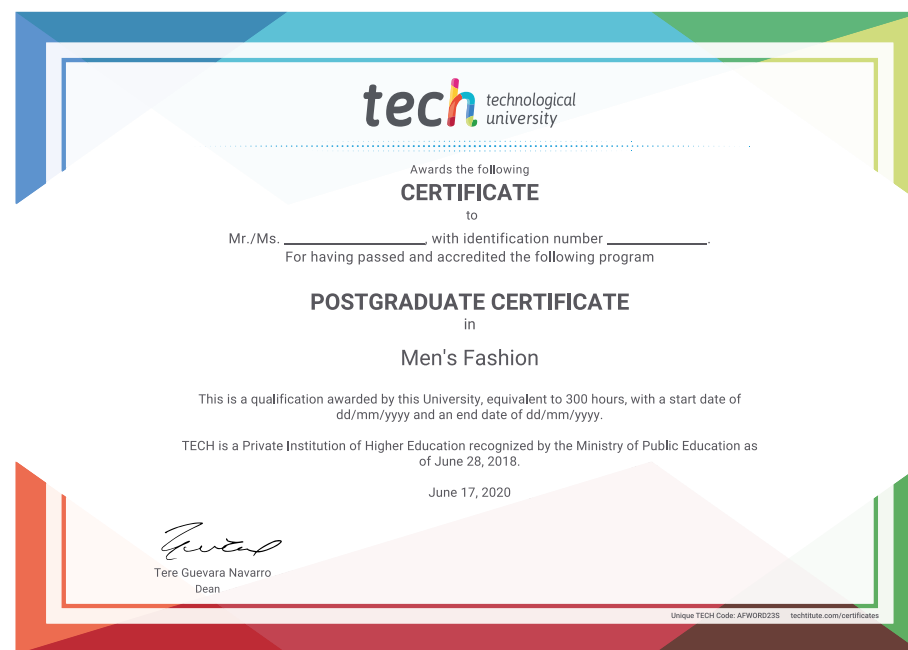 tech technological
university
Awards the following
CERTIFICATE
to
Mr./Ms. ____________, with identification number ____________.
For having passed and accredited the following program
POSTGRADUATE CERTIFICATE
in
Men's Fashion
This is a qualification awarded by this University, equivalent to 300 hours, with a start date of
dd/mm/yyyy and an end date of dd/mm/yyyy.
TECH is a Private Institution of Higher Education recognized by the Ministry of Public Education as
of June 28, 2018.
June 17, 2020
Tere Guevara Navarro
Dean
Unique TECH Code: AFWORD23S techtitute.com/certificates